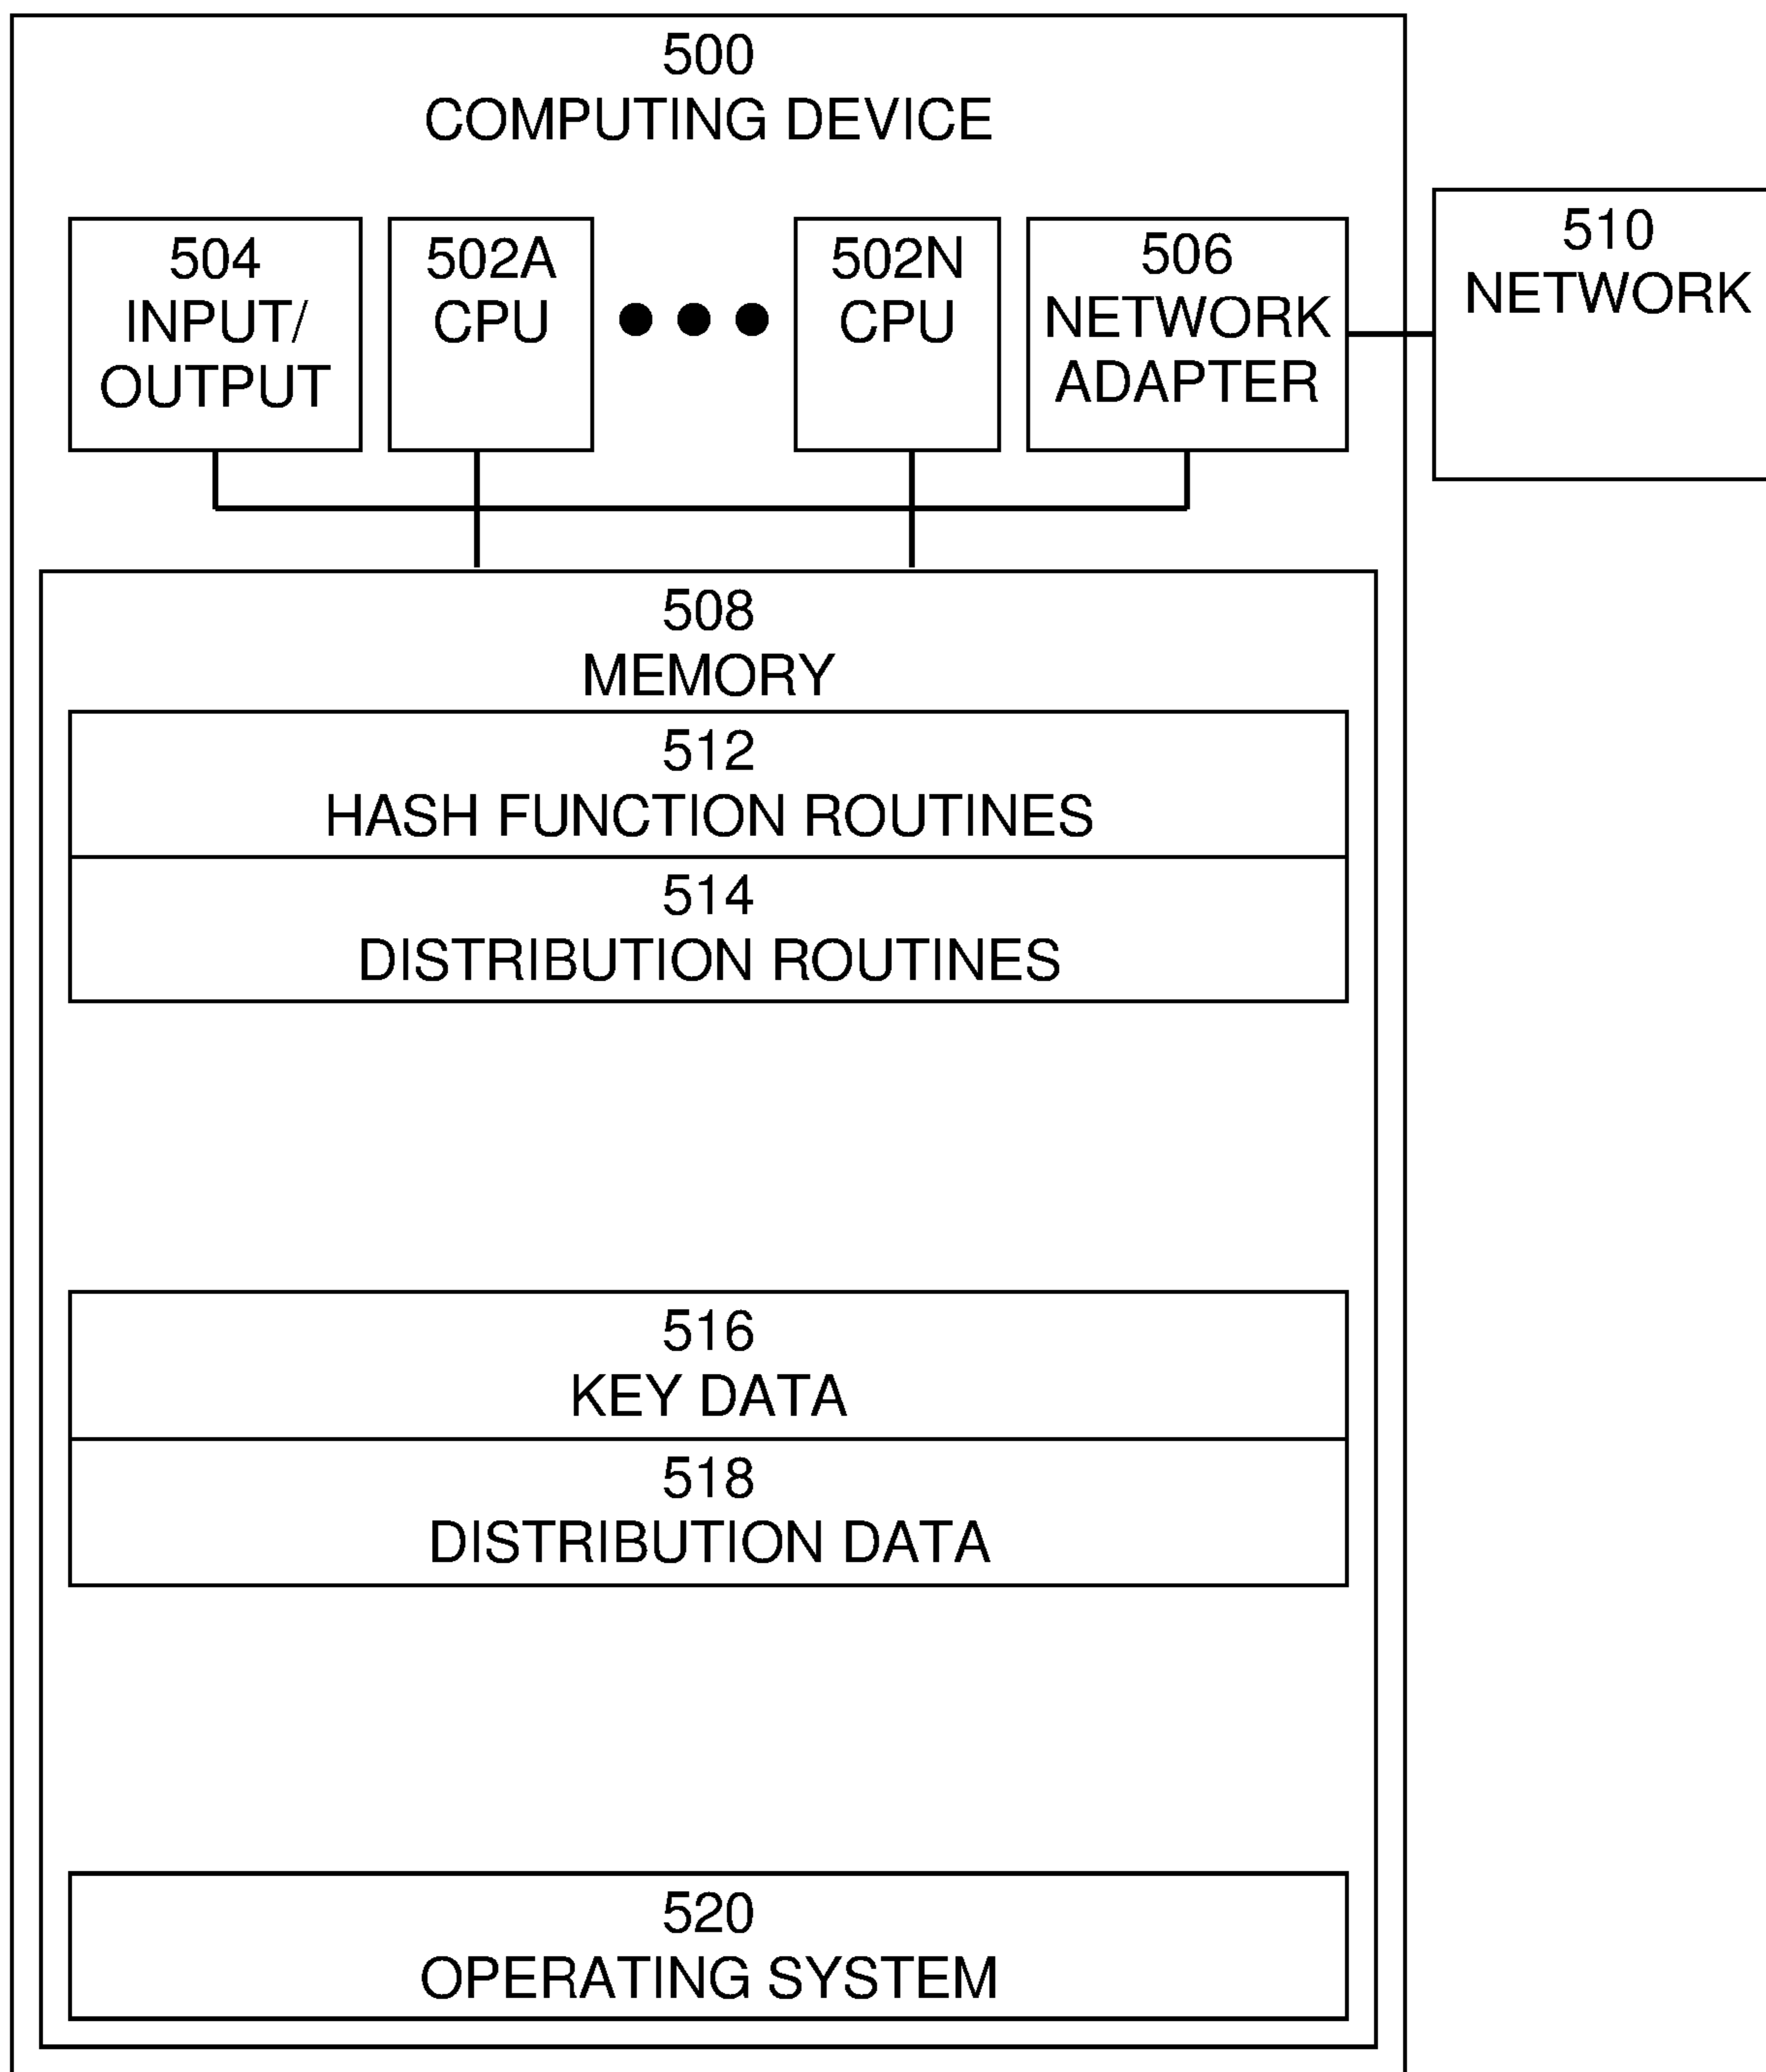 500
COMPUTING DEVICE
504
INPUT/
OUTPUT
502A
CPU
502N
CPU
506
NETWORK
ADAPTER
510
NETWORK
508
MEMORY
512
HASH FUNCTION ROUTINES
514
DISTRIBUTION ROUTINES
516
KEY DATA
518
DISTRIBUTION DATA
520
OPERATING SYSTEM